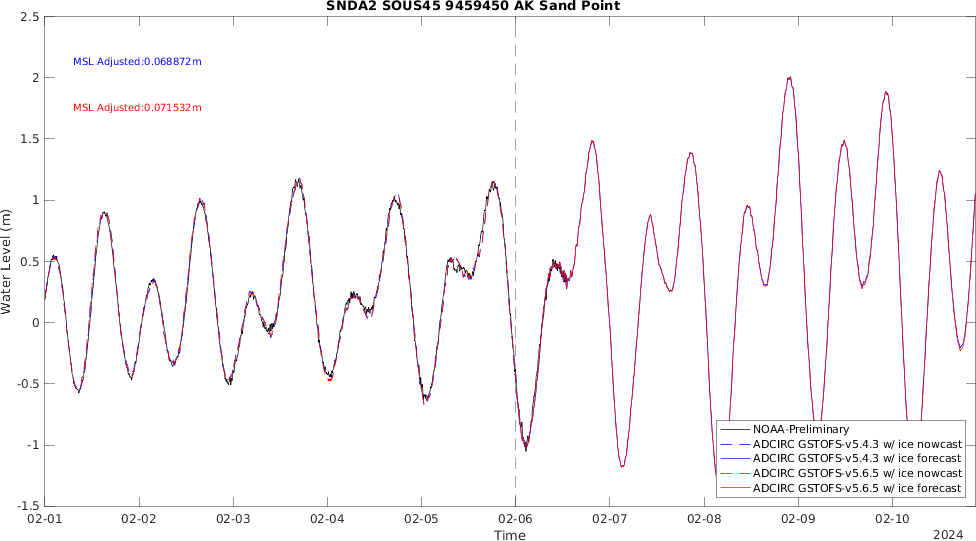 SNDA2 SOUS45 9459450 AK Sand Point
2.5
MSL Adjusted:0.068872m
2
MSL Adjusted:0.071532m
1.5
1
0.5
0
-0.5
-1
-1.5
Water Level (m)
NOAA-Preliminary
ADCIRC GSTOFS-v5.4.3 w/ ice nowcast
ADCIRC GSTOFS-v5.4.3 w/ ice forecast
ADCIRC GSTOFS-v5.6.5 w/ ice nowcast
ADCIRC GSTOFS-v5.6.5 w/ ice forecast
02-01 02-02 02-03 02-04 02-05 02-06 02-07 02-08 02-09 02-10
Time
2024